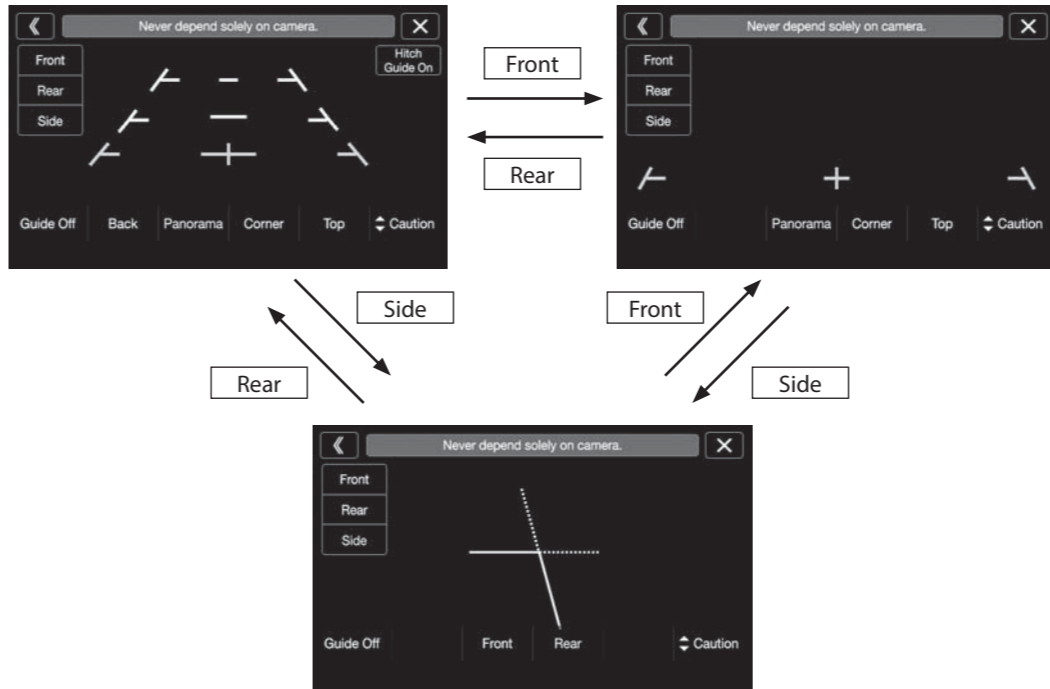 Never depend solely on camera.
Front
Rear
Side
Hitch
Guide On
Guide Off
Back
Panorama
Corner
Top
Caution
Front
Rear
Never depend solely on camera.
Front
Rear
Side
Guide Off
Panorama
Corner
Top
Caution
Side
Rear
Front
Side
Never depend solely on camera.
Front
Rear
Side
Guide Off
Front
Rear
Caution